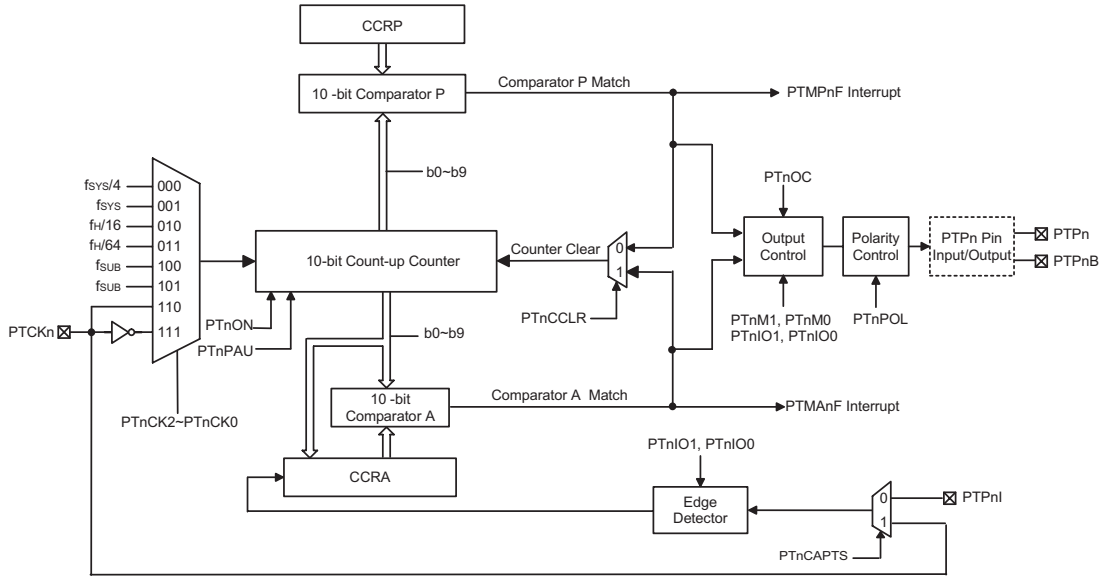 CCRP
10 -bit Comparator P
Comparator P Match
PTMPnF Interrupt
b0~b9
fSYS/4
000
fSYS
001
fH/16
010
fH/64
011
fSUB
100
fSUB
101
110
111
PTCKn
PTnCK2~PTnCK0
10-bit Count-up Counter
PTnON
PTnPAU
Counter Clear
0
1
PTnCCLR
PTnOC
Output
Control
PTnM1, PTnM0
PTnIO1, PTnIO0
Polarity
Control
PTnPOL
PTPn Pin
Input/Output
PTPn
PTPnB
b0~b9
10 -bit
Comparator A
Comparator A Match
PTMAnF Interrupt
CCRA
PTnIO1, PTnIO0
Edge
Detector
0
1
PTPnI
PTnCAPTS